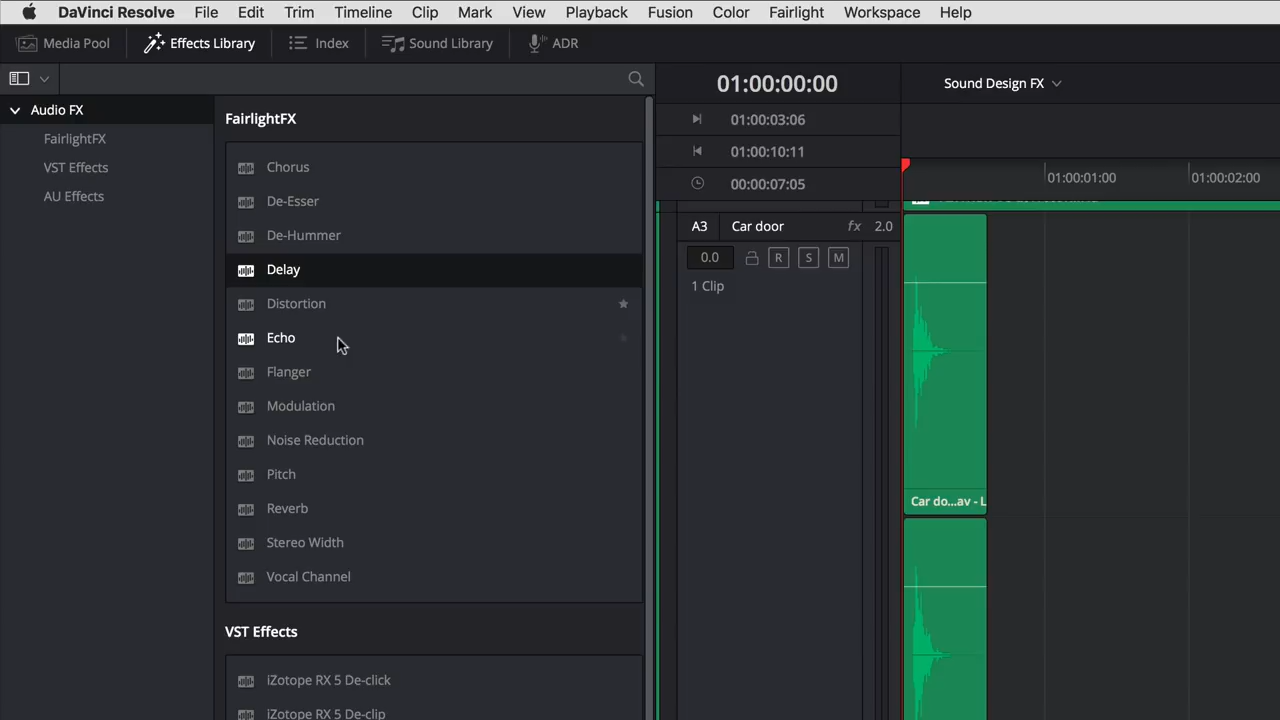 DaVinci Resolve File Edit Trim Timeline Clip Mark View Playback Fusion Color Fairlight Workspace Help
Media Pool Effects Library Index Sound Library ADR
Audio FX
FairlightFX
VST Effects
AU Effects
FairlightFX
Chorus
De-Esser
De-Hummer
Delay
Distortion
Echo
Flanger
Modulation
Noise Reduction
Pitch
Reverb
Stereo Width
Vocal Channel
VST Effects
iZotope RX 5 De-click
iZotope RX 5 De-clip
01:00:00:00
Sound Design FX
01:00:03:06
01:00:10:11
00:00:07:05
01:00:01:00 01:00:02:00
A3 Car door fx 2.0
0.0 R S M
1 Clip
Car do...av - L